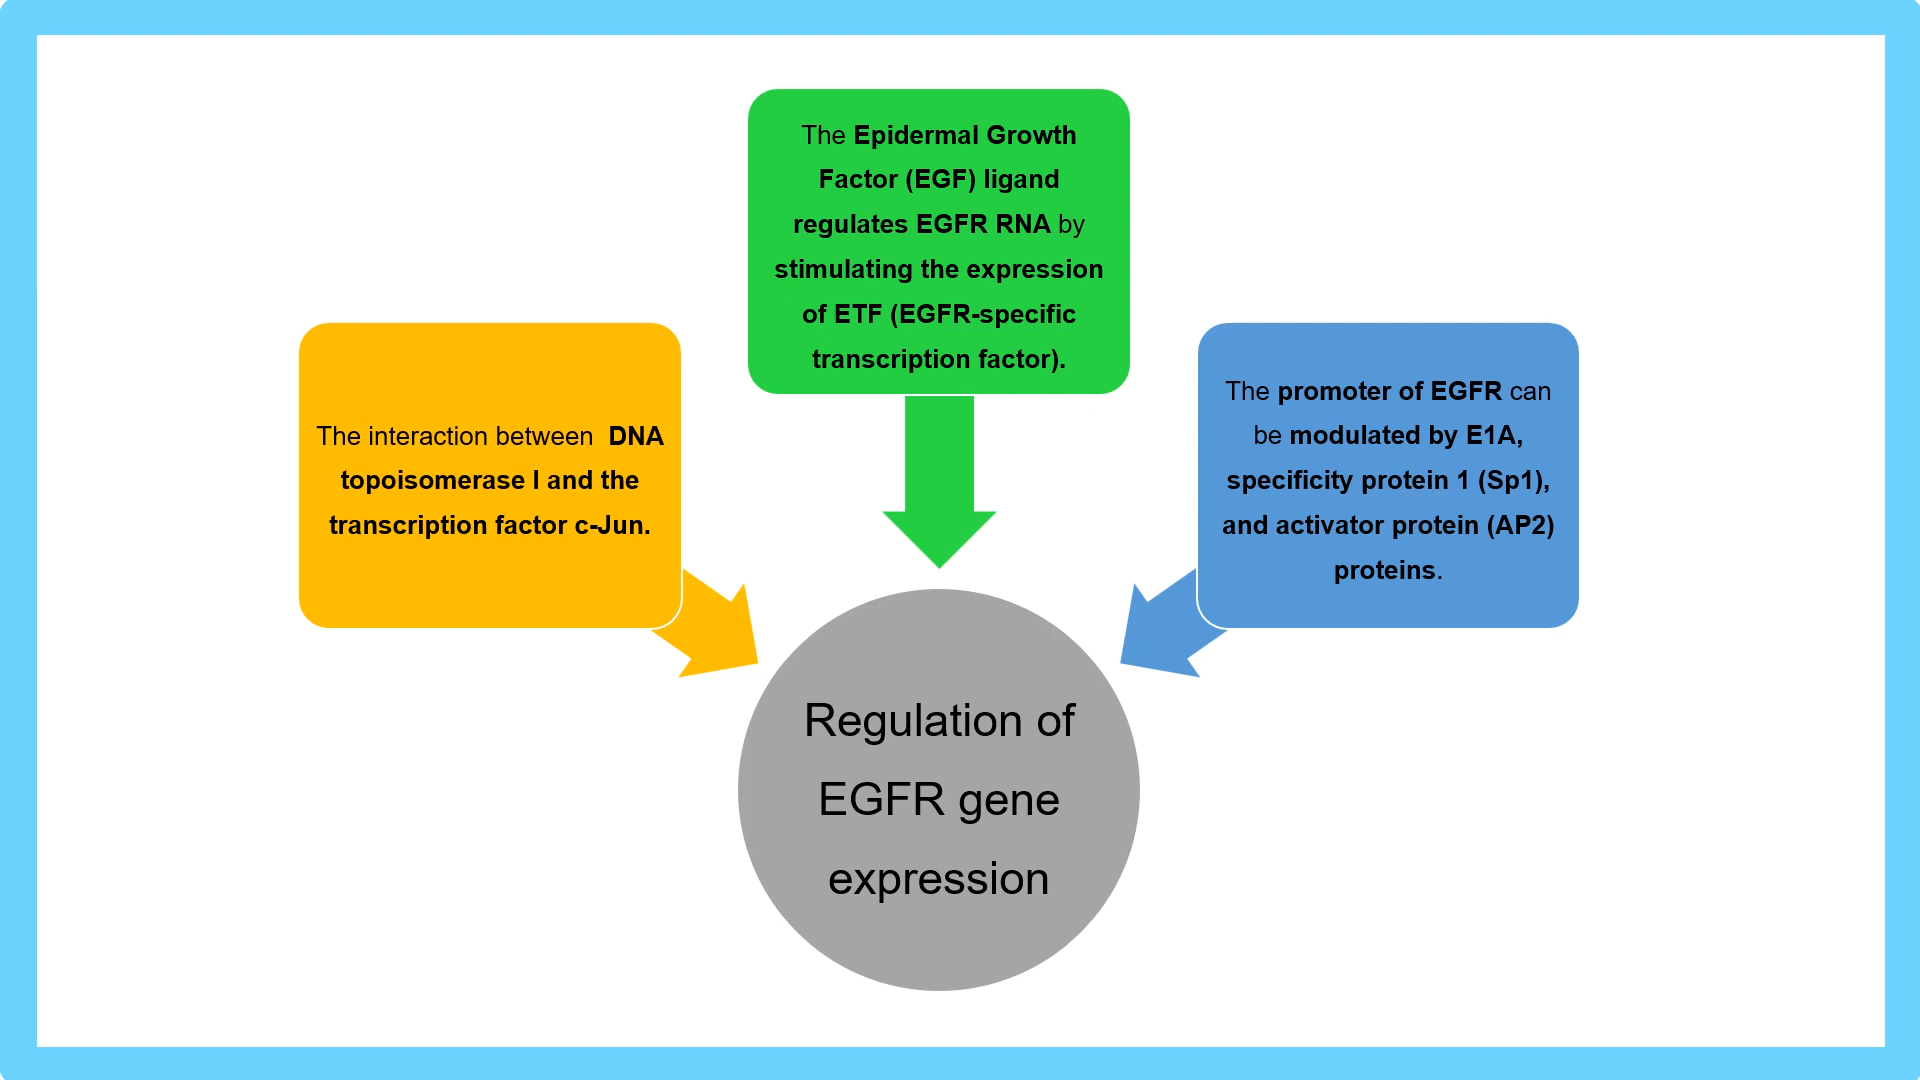 The Epidermal Growth
Factor (EGF) ligand
regulates EGFR RNA by
stimulating the expression
of ETF (EGFR-specific
transcription factor).
The interaction between  DNA
topoisomerase I and the
transcription factor c-Jun.
The promoter of EGFR can
be modulated by E1A,
specificity protein 1 (Sp1),
and activator protein (AP2)
proteins.
Regulation of
EGFR gene
expression